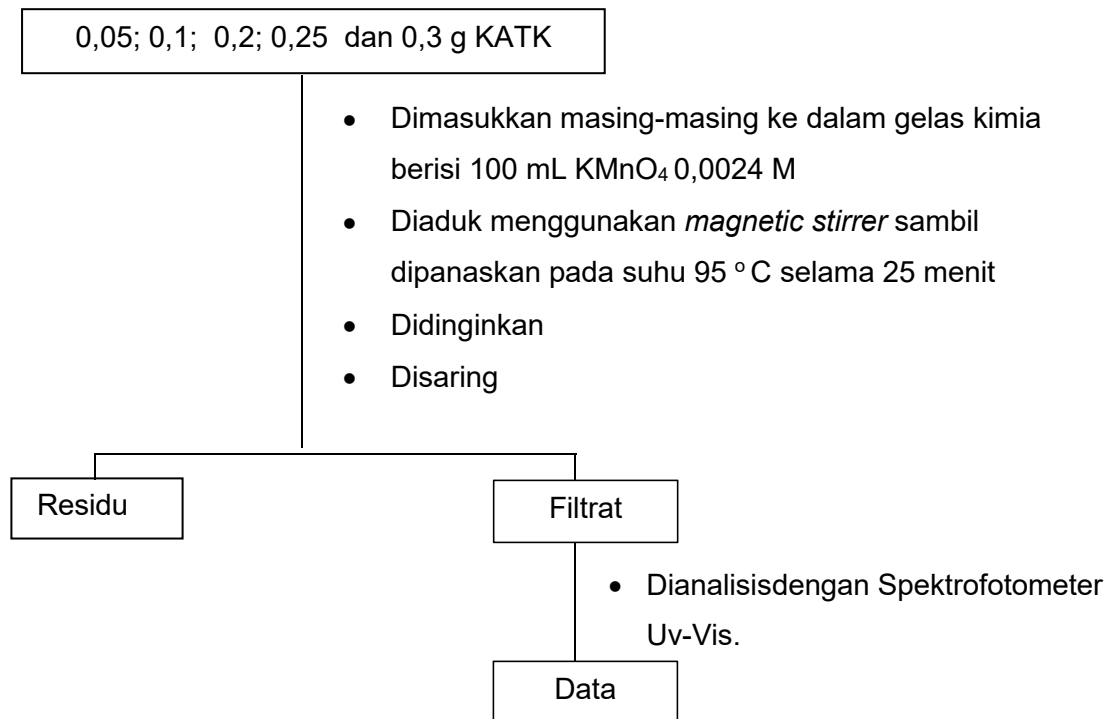 0,05; 0,1; 0,2; 0,25 dan 0,3 g KATK
• Dimasukkan masing-masing ke dalam gelas kimia
berisi 100 mL KMnO₄ 0,0024 M
• Diaduk menggunakan magnetic stirrer sambil
dipanaskan pada suhu 95 ᵒ C selama 25 menit
• Didinginkan
• Disaring
Residu
Filtrat
• Dianalisisdengan Spektrofotometer
Uv-Vis.
Data